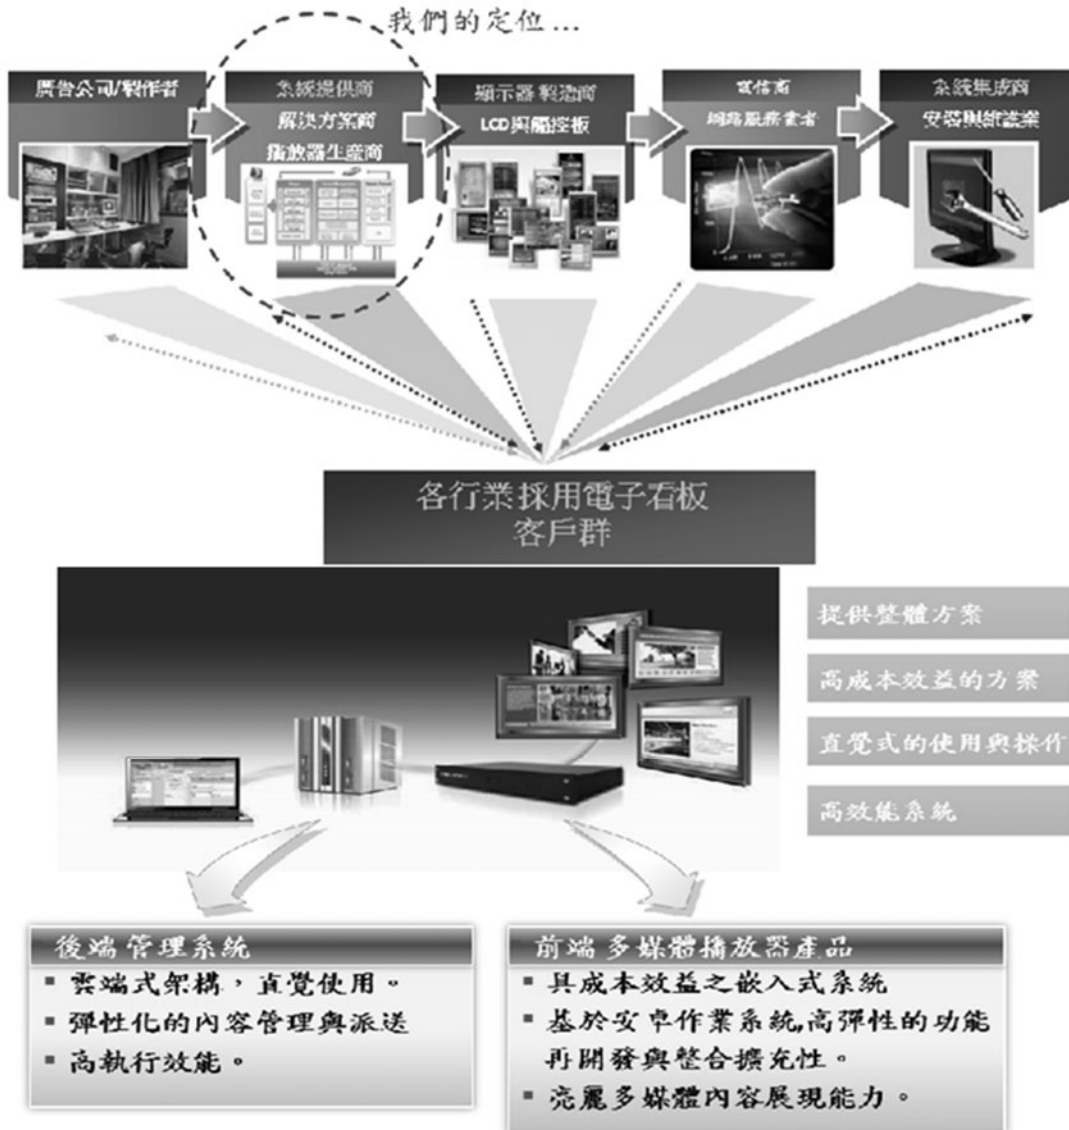 我們的定位...
廣告公司/製作者
系統提供商
解決方案商
播放器生產商
顯示器製造商
LCD與觸控板
電信商
網路服務業者
系統集成商
安裝與維護業
各行業採用電子看板
客戶群
提供整體方案
高成本效益的方案
直覺式的使用與操作
高效能系統
後端管理系統
▪ 雲端式架構，直覺使用。
▪ 彈性化的內容管理與派送
▪ 高執行效能。
前端多媒體播放器產品
▪ 具成本效益之嵌入式系統
▪ 基於安卓作業系統,高彈性的功能
再開發與整合擴充性。
▪ 亮麗多媒體內容展現能力。